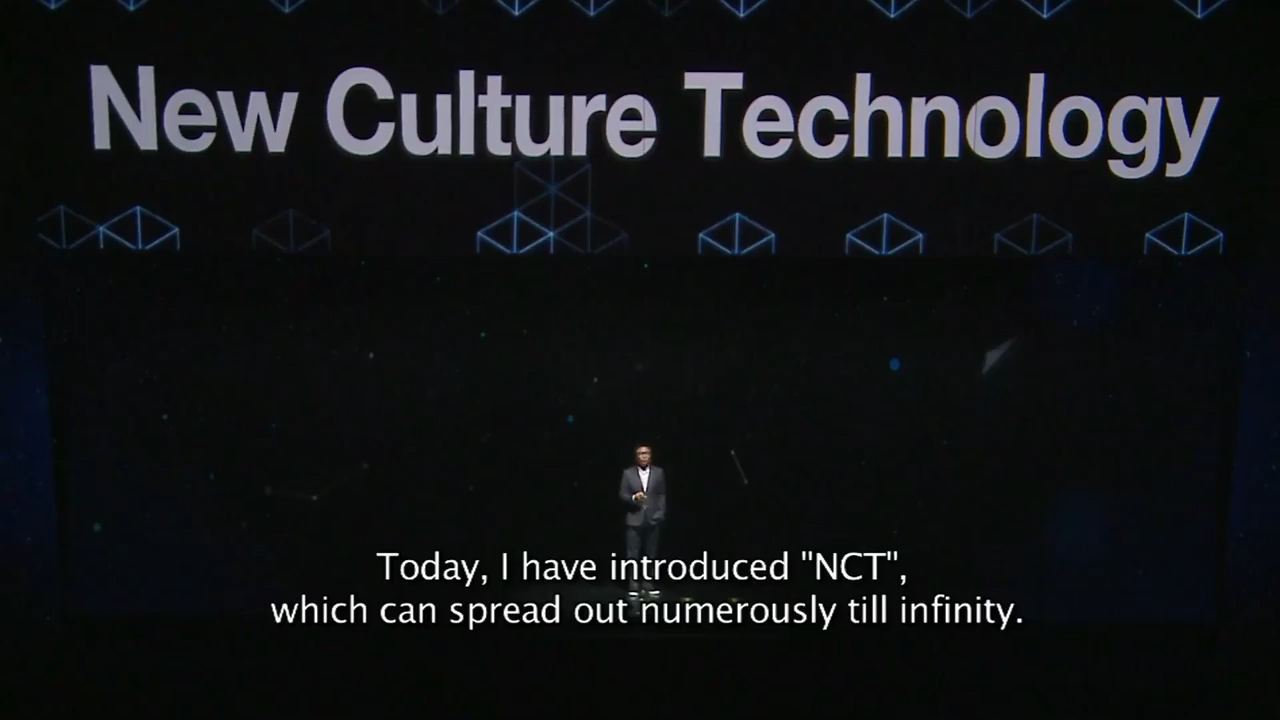 New Culture Technology
Today, I have introduced "NCT",
which can spread out numerously till infinity.